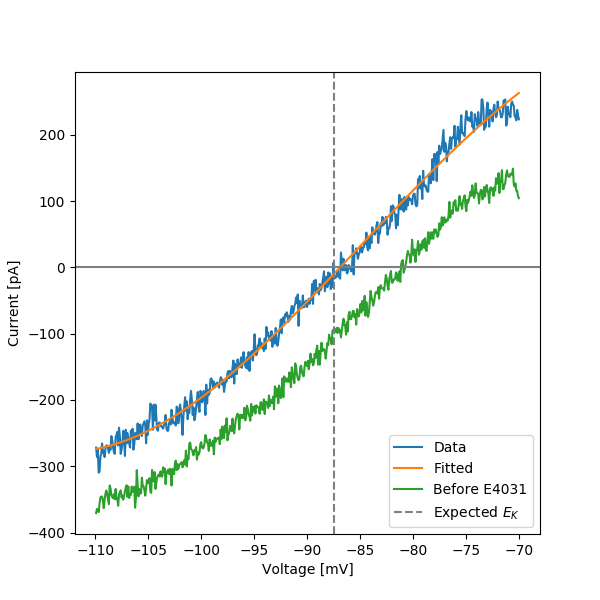 Current [pA]
200
100
0
−100
−200
−300
−400
−110
−105
−100
−95
−90
−85
−80
−75
−70
Voltage [mV]
Data
Fitted
Before E4031
Expected E_K